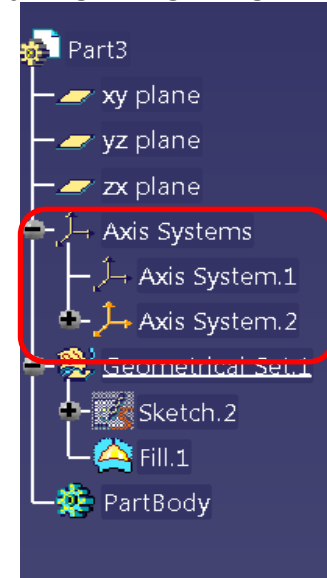 Part3
xy plane
yz plane
zx plane
Axis Systems
Axis System.1
Axis System.2
Geometrical Set.1
Sketch.2
Fill.1
PartBody